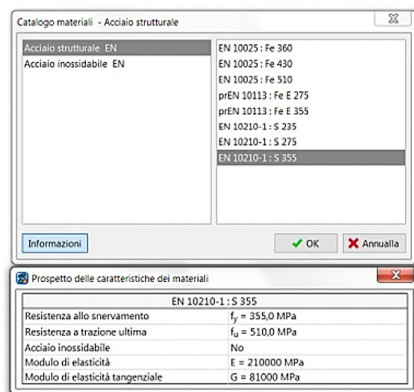 Catalogo materiali - Acciaio strutturale
Acciaio strutturale EN
Acciaio inossidabile EN
EN 10025 : Fe 360
EN 10025 : Fe 430
EN 10025 : Fe 510
prEN 10113 : Fe E 275
prEN 10113 : Fe E 355
EN 10210-1 : S 235
EN 10210-1 : S 275
EN 10210-1 : S 355
Informazioni
OK
Annulla
Prospetto delle caratteristiche dei materiali
EN 10210-1 : S 355
Resistenza allo snervamento fy = 355,0 MPa
Resistenza a trazione ultima fu = 510,0 MPa
Acciaio inossidabile No
Modulo di elasticità E = 210000 MPa
Modulo di elasticità tangenziale G = 81000 MPa